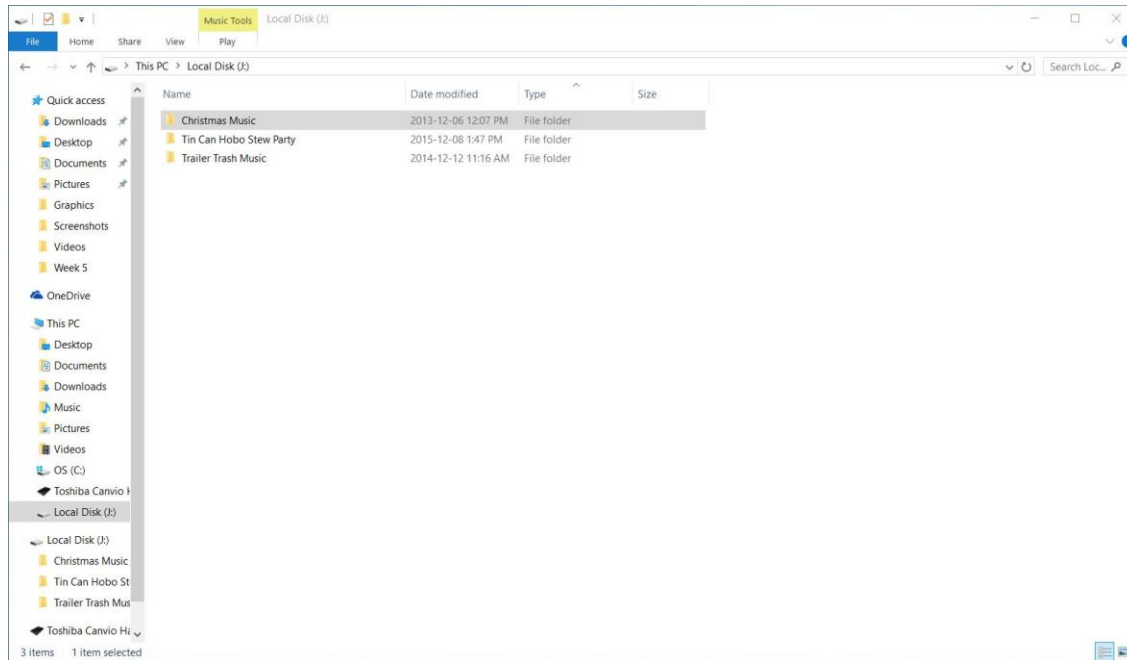 Music Tools Local Disk (J:)
File Home Share View Play
This PC > Local Disk (J:) Search Loc...
Name Date modified Type Size
Christmas Music 2013-12-06 12:07 PM File folder
Tin Can Hobo Stew Party 2015-12-08 1:47 PM File folder
Trailer Trash Music 2014-12-12 11:16 AM File folder
Quick access
Downloads
Desktop
Documents
Pictures
Graphics
Screenshots
Videos
Week 5
OneDrive
This PC
Desktop
Documents
Downloads
Music
Pictures
Videos
OS (C:)
Toshiba Canvio H
Local Disk (J:)
Local Disk (J:)
Christmas Music
Tin Can Hobo St
Trailer Trash Mus
Toshiba Canvio Ha
3 items 1 item selected